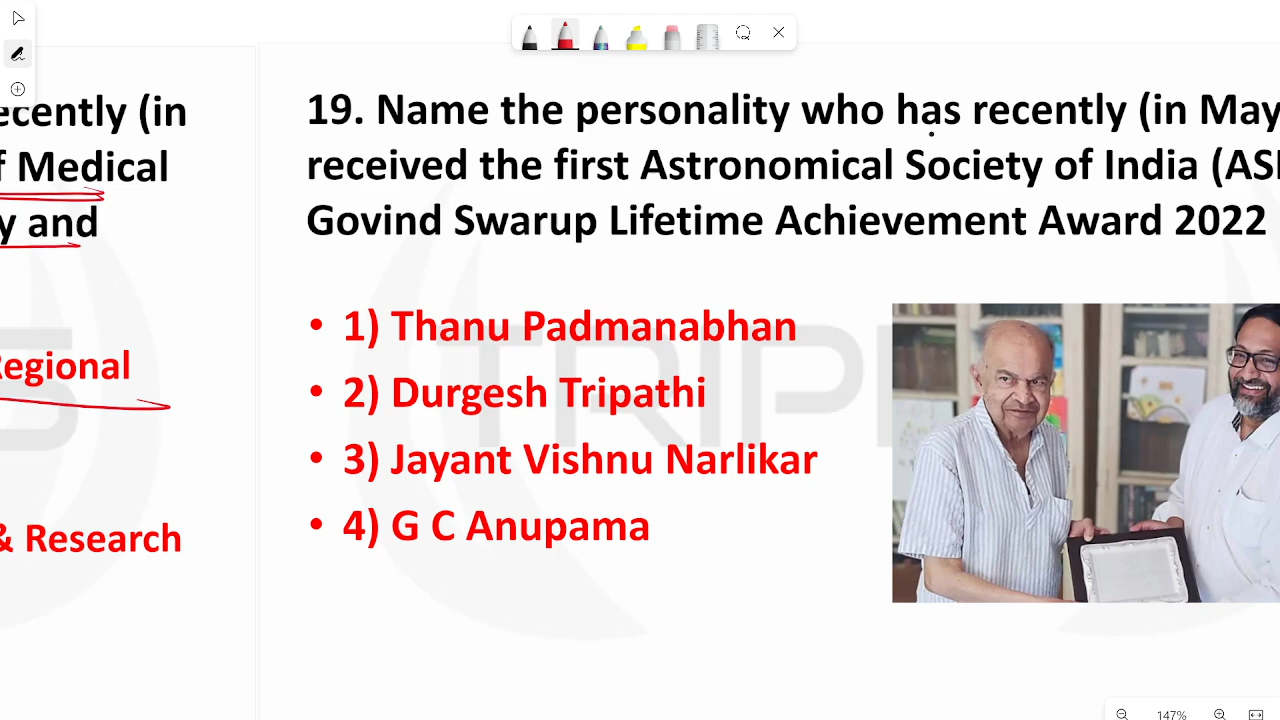 ecently (in
f Medical
y and
Regional
& Research
19. Name the personality who has recently (in May
received the first Astronomical Society of India (ASI
Govind Swarup Lifetime Achievement Award 2022
• 1) Thanu Padmanabhan
• 2) Durgesh Tripathi
• 3) Jayant Vishnu Narlikar
• 4) G C Anupama
147%